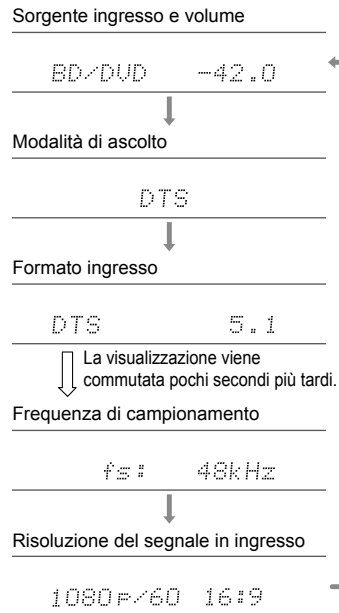 Sorgente ingresso e volume
BD/DVD -42.0
Modalità di ascolto
DTS
Formato ingresso
DTS 5.1
La visualizzazione viene
commutata pochi secondi più tardi.
Frequenza di campionamento
fs: 48kHz
Risoluzione del segnale in ingresso
1080p/60 16:9